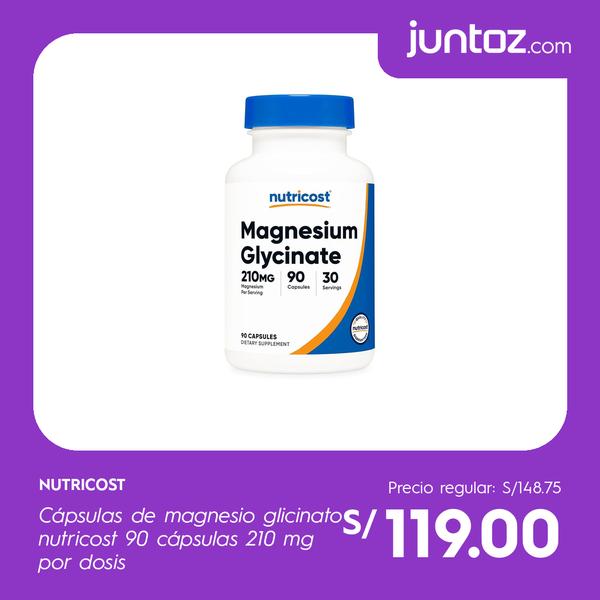 juntoz.com
nutricost
Magnesium
Glycinate
210MG
Magnesium
Per Serving
90
Capsules
30
Servings
nutricost
90 CAPSULES
DIETARY SUPPLEMENT
NUTRICOST
Cápsulas de magnesio glicinato
nutricost 90 cápsulas 210 mg
por dosis
Precio regular: S/148.75
S/119.00